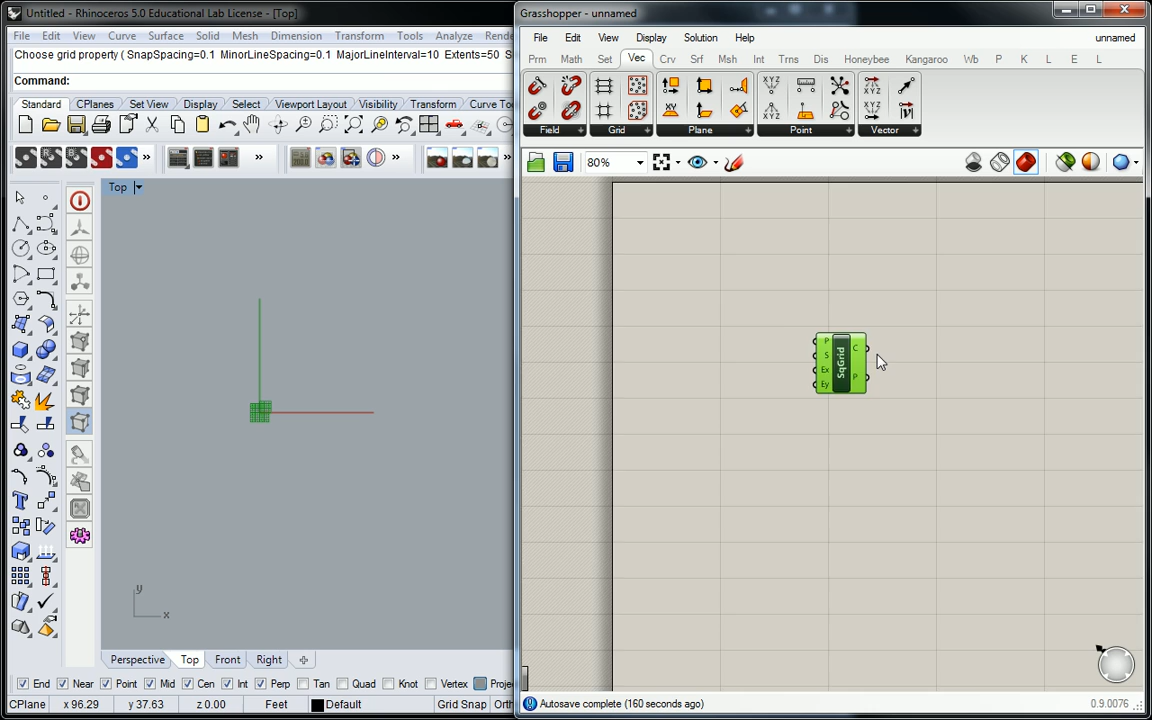 Untitled - Rhinoceros 5.0 Educational Lab License - [Top]
File Edit View Curve Surface Solid Mesh Dimension Transform Tools Analyze
Choose grid property ( SnapSpacing=0.1 MinorLineSpacing=0.1 MajorLineInterval=10 Extents=50
Command:
Standard CPlanes Set View Display Select Viewport Layout Visibility Transform Curve
Top
Perspective Top Front Right
End Near Point Mid Cen Int Perp Tan Quad Knot Vertex
CPlane x 96.29 y 37.63 z 0.00 Feet Default Grid Snap
Grasshopper - unnamed
File Edit View Display Solution Help unnamed
Prm Math Set Vec Crv Srf Msh Int Trns Dis Honeybee Kangaroo Wb P K L E L
XYZ XYZ
XY XYZ XYZ
Field Grid Plane Point Vector
80%
P S Ex Ey SqGrid C P
y
x
Autosave complete (160 seconds ago) 0.9.0076